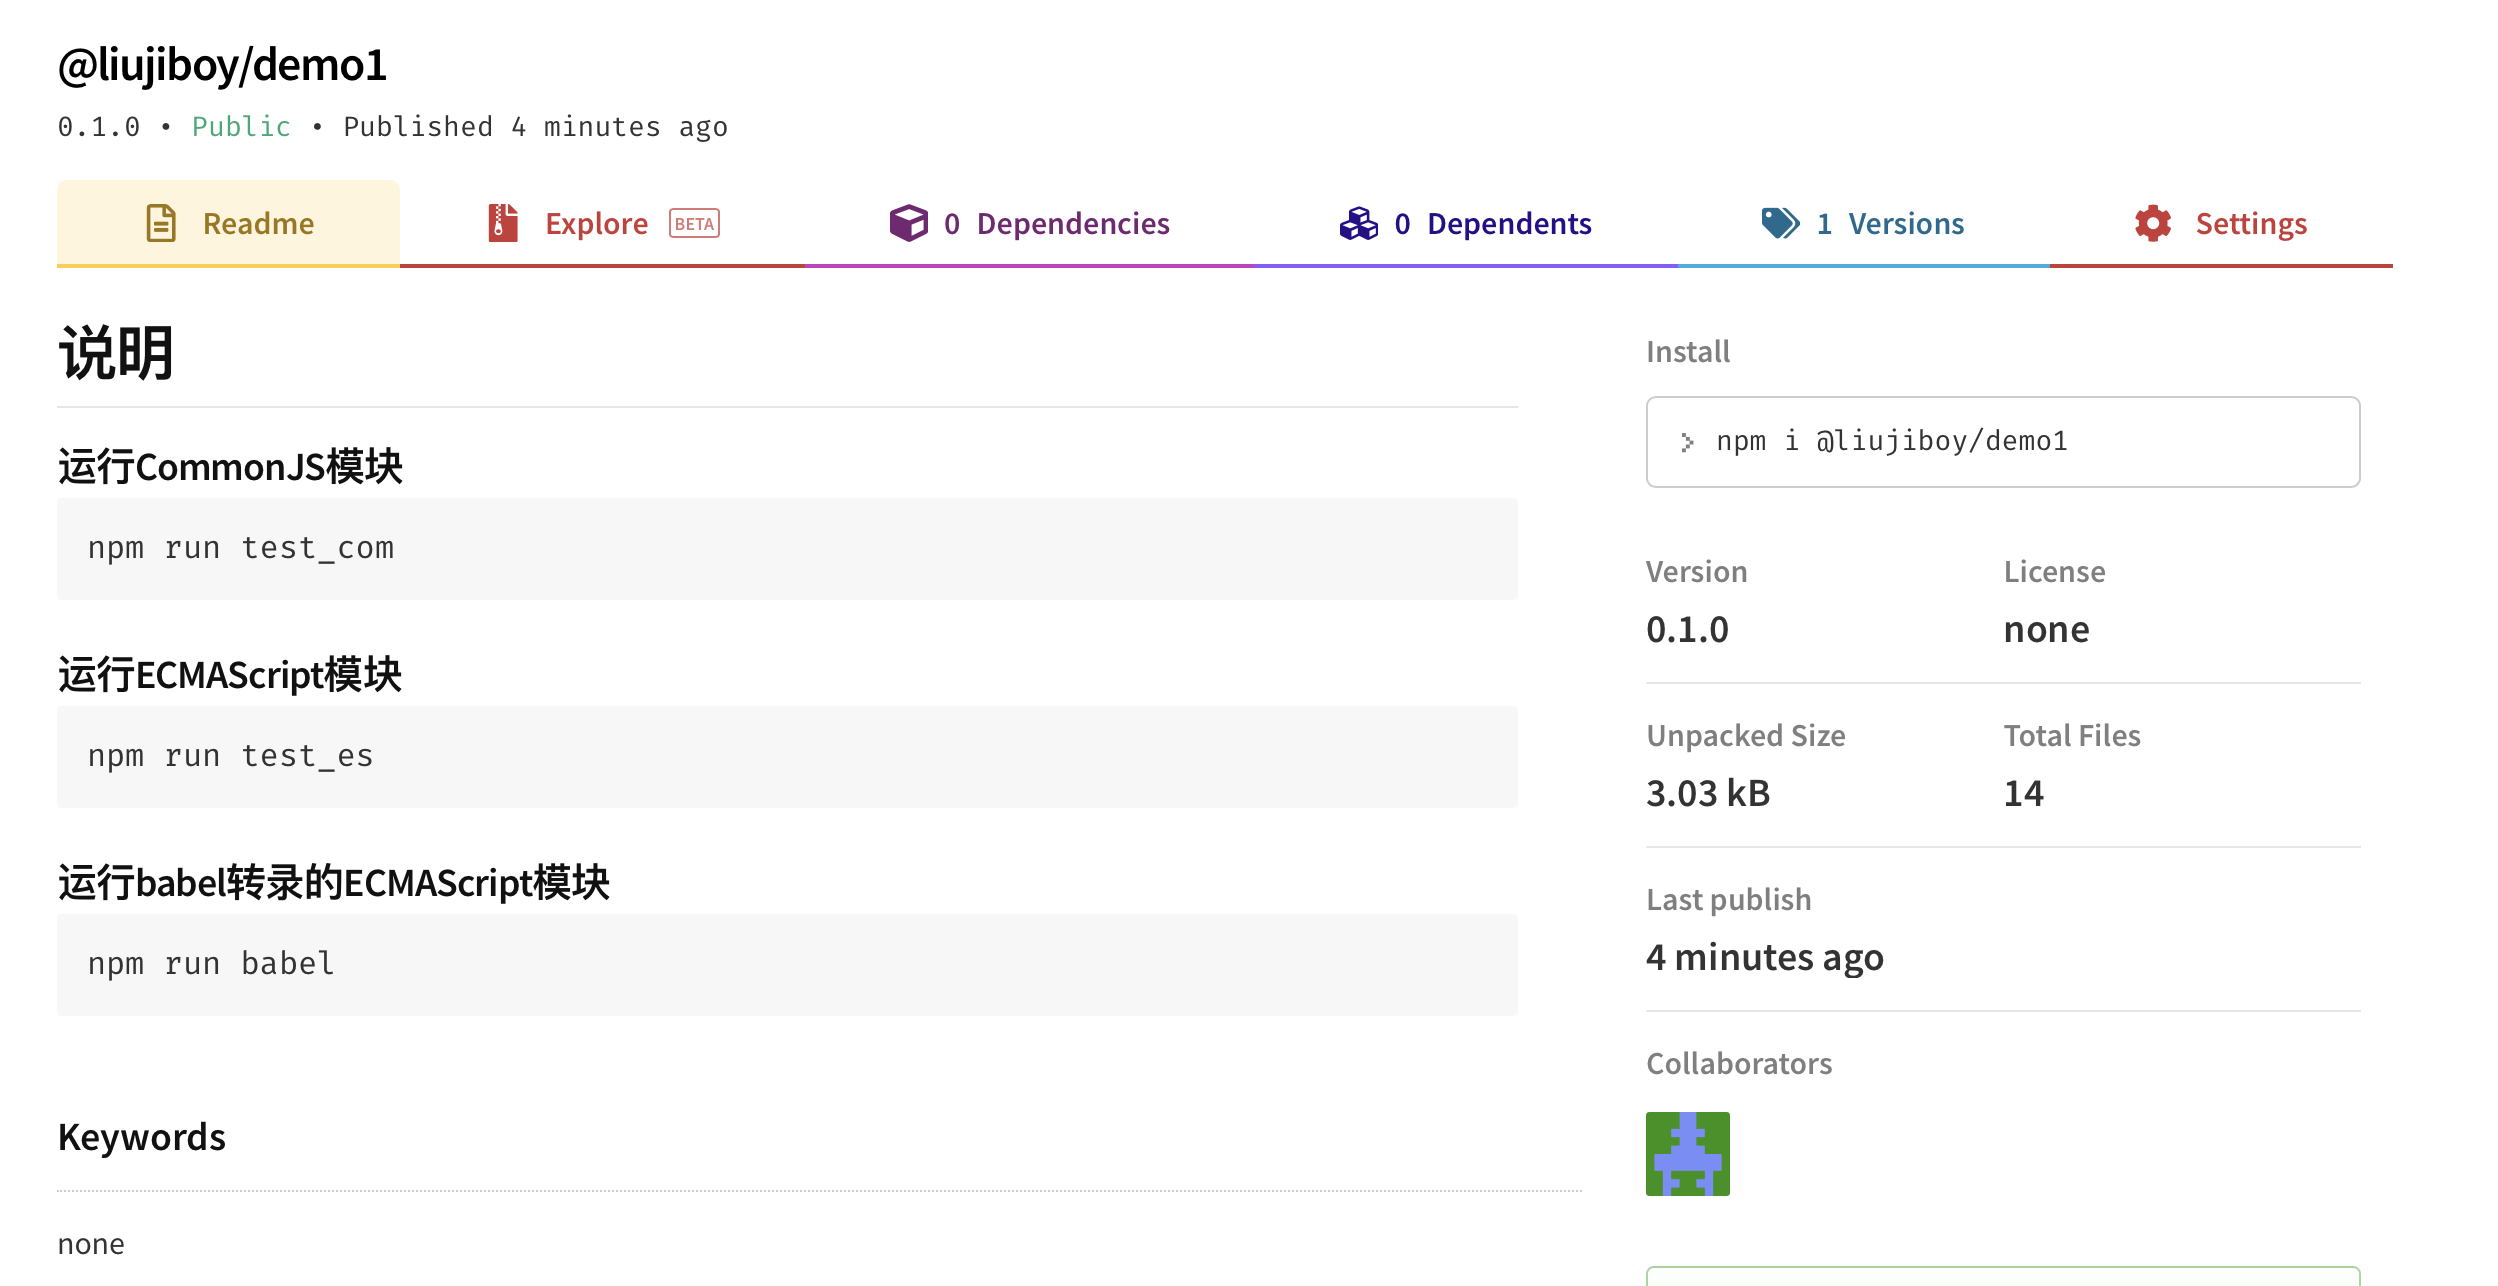 @liujiboy/demo1
0.1.0 • Public • Published 4 minutes ago
Readme
Explore BETA
0 Dependencies
0 Dependents
1 Versions
Settings
说明
运行CommonJS模块
npm run test_com
运行ECMAScript模块
npm run test_es
运行babel转录的ECMAScript模块
npm run babel
Keywords
none
Install
npm i @liujiboy/demo1
Version
0.1.0
License
none
Unpacked Size
3.03 kB
Total Files
14
Last publish
4 minutes ago
Collaborators